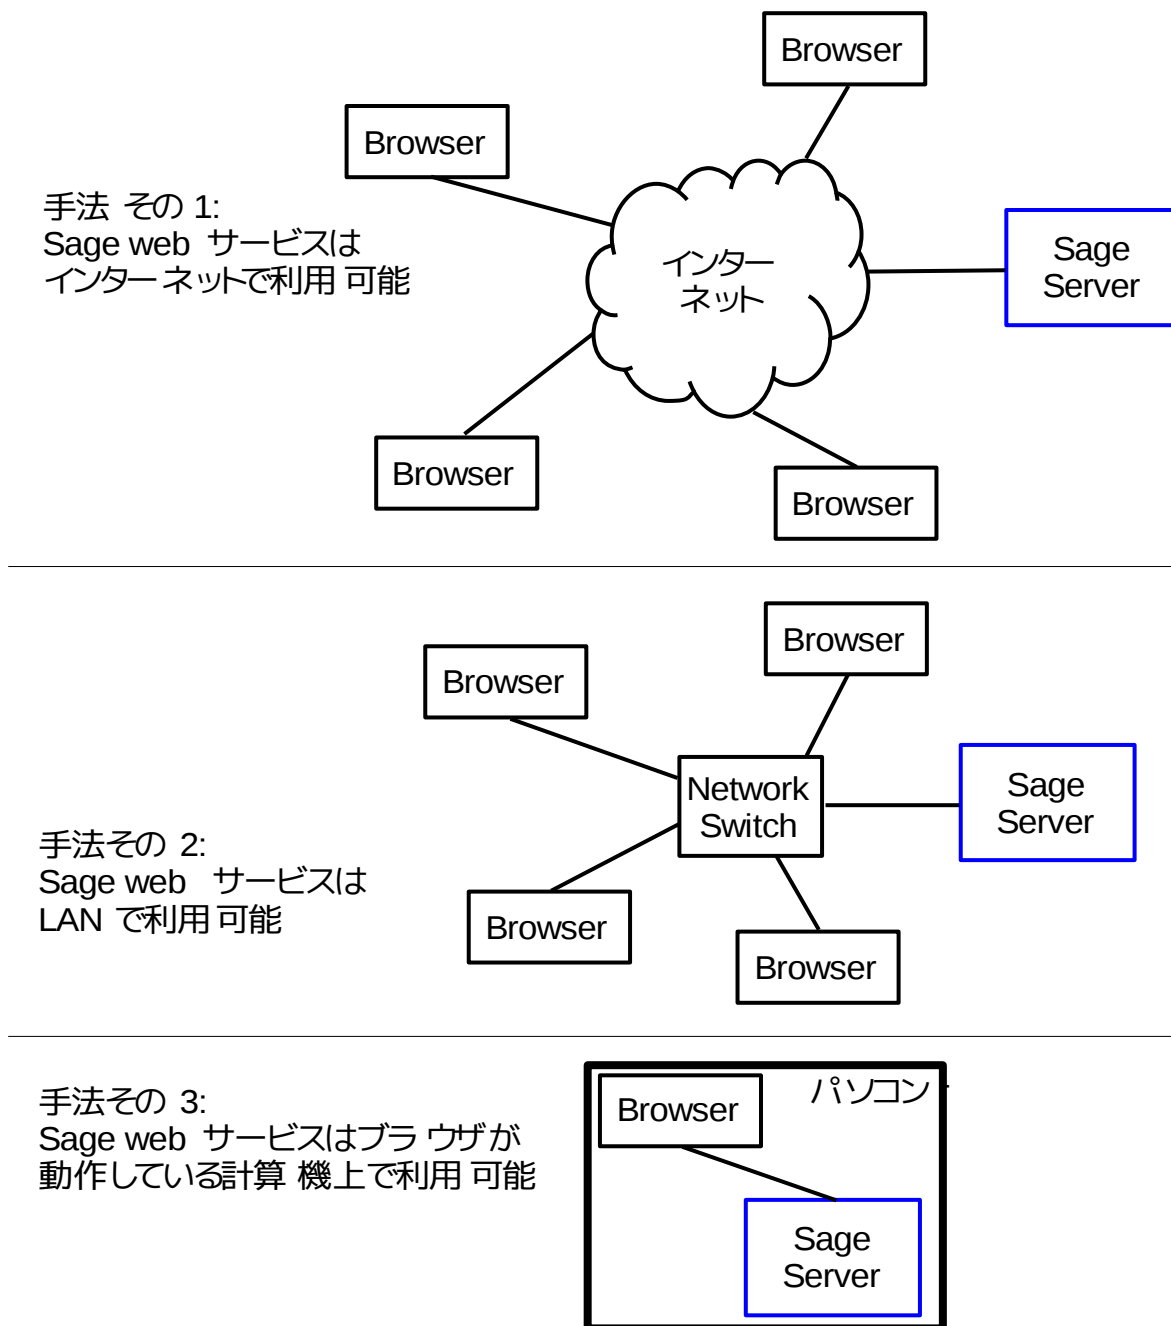 Browser
Browser
手法 その 1:
Sage web サービスは
インターネットで利用 可能
インター
ネット
Sage
Server
Browser
Browser
Browser
Browser
Network
Switch
Sage
Server
手法その 2:
Sage web サービスは
LAN で利用 可能
Browser
Browser
手法その 3:
Sage web サービスはブラ ウザが
動作している計算 機上で利用 可能
Browser
パソコン
Sage
Server